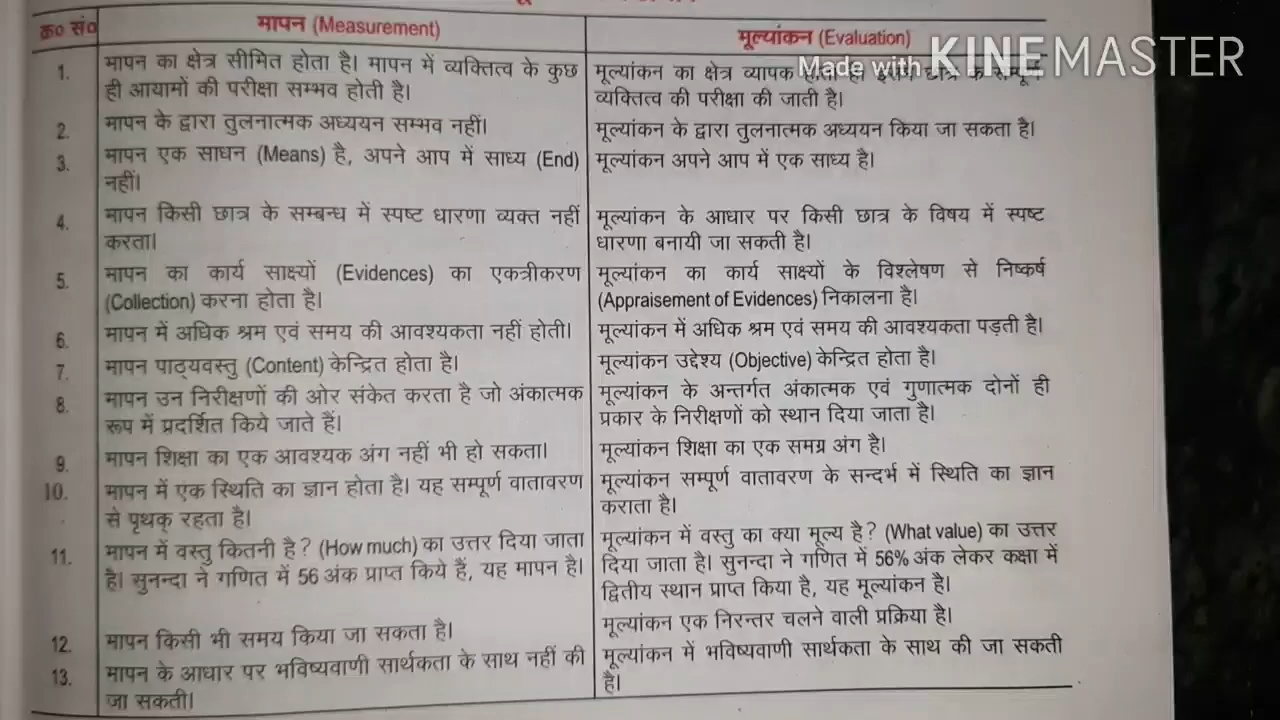 क्र० सं०
मापन (Measurement)
मूल्यांकन (Evaluation)
Made with KINEMASTER
1.
मापन का क्षेत्र सीमित होता है। मापन में व्यक्तित्व के कुछ
ही आयामों की परीक्षा सम्भव होती है।
मूल्यांकन का क्षेत्र व्यापक
व्यक्तित्व की परीक्षा की जाती है।
2.
मापन के द्वारा तुलनात्मक अध्ययन सम्भव नहीं।
मूल्यांकन के द्वारा तुलनात्मक अध्ययन किया जा सकता है।
3.
मापन एक साधन (Means) है, अपने आप में साध्य (End)
नहीं।
मूल्यांकन अपने आप में एक साध्य है।
4.
मापन किसी छात्र के सम्बन्ध में स्पष्ट धारणा व्यक्त नहीं
करता।
मूल्यांकन के आधार पर किसी छात्र के विषय में स्पष्ट
धारणा बनायी जा सकती है।
5.
मापन का कार्य साक्ष्यों (Evidences) का एकत्रीकरण
(Collection) करना होता है।
मूल्यांकन का कार्य साक्ष्यों के विश्लेषण से निष्कर्ष
(Appraisement of Evidences) निकालना है।
6.
मापन में अधिक श्रम एवं समय की आवश्यकता नहीं होती।
मूल्यांकन में अधिक श्रम एवं समय की आवश्यकता पड़ती है।
7.
मापन पाठ्यवस्तु (Content) केन्द्रित होता है।
मूल्यांकन उद्देश्य (Objective) केन्द्रित होता है।
8.
मापन उन निरीक्षणों की ओर संकेत करता है जो अंकात्मक
रूप में प्रदर्शित किये जाते हैं।
मूल्यांकन के अन्तर्गत अंकात्मक एवं गुणात्मक दोनों ही
प्रकार के निरीक्षणों को स्थान दिया जाता है।
9.
मापन शिक्षा का एक आवश्यक अंग नहीं भी हो सकता।
मूल्यांकन शिक्षा का एक समग्र अंग है।
10.
मापन में एक स्थिति का ज्ञान होता है। यह सम्पूर्ण वातावरण
से पृथक् रहता है।
मूल्यांकन सम्पूर्ण वातावरण के सन्दर्भ में स्थिति का ज्ञान
कराता है।
11.
मापन में वस्तु कितनी है? (How much) का उत्तर दिया जाता
है। सुनन्दा ने गणित में 56 अंक प्राप्त किये हैं, यह मापन है।
मूल्यांकन में वस्तु का क्या मूल्य है? (What value) का उत्तर
दिया जाता है। सुनन्दा ने गणित में 56% अंक लेकर कक्षा में
द्वितीय स्थान प्राप्त किया है, यह मूल्यांकन है।
12.
मापन किसी भी समय किया जा सकता है।
मूल्यांकन एक निरन्तर चलने वाली प्रक्रिया है।
13.
मापन के आधार पर भविष्यवाणी सार्थकता के साथ नहीं की
जा सकती।
मूल्यांकन में भविष्यवाणी सार्थकता के साथ की जा सकती
है।